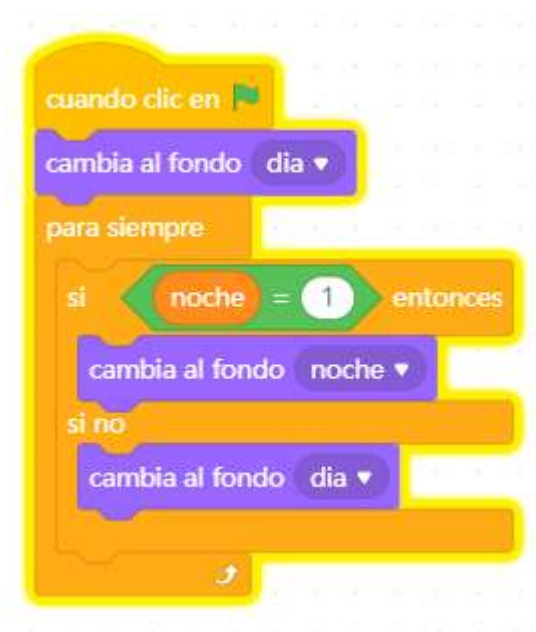 cuando clic en
cambia al fondo dia
para siempre
si noche = 1 entonces
cambia al fondo noche
si no
cambia al fondo dia